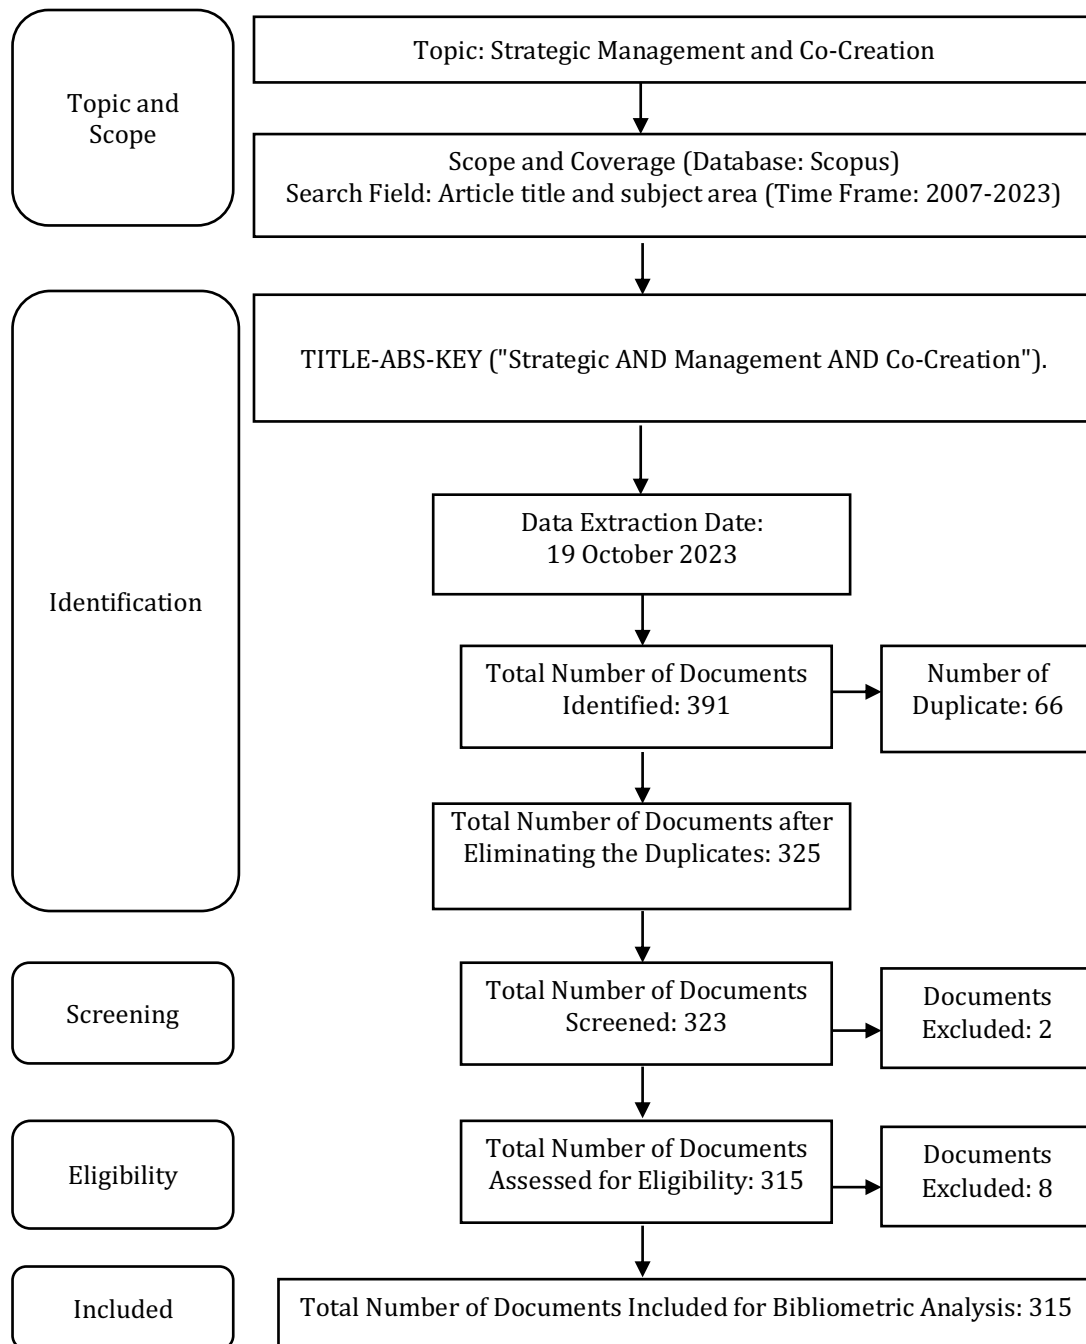 Topic and
Scope
Topic: Strategic Management and Co-Creation
Scope and Coverage (Database: Scopus)
Search Field: Article title and subject area (Time Frame: 2007-2023)
Identification
TITLE-ABS-KEY ("Strategic AND Management AND Co-Creation").
Data Extraction Date:
19 October 2023
Total Number of Documents
Identified: 391
Number of
Duplicate: 66
Total Number of Documents after
Eliminating the Duplicates: 325
Screening
Total Number of Documents
Screened: 323
Documents
Excluded: 2
Eligibility
Total Number of Documents
Assessed for Eligibility: 315
Documents
Excluded: 8
Included
Total Number of Documents Included for Bibliometric Analysis: 315